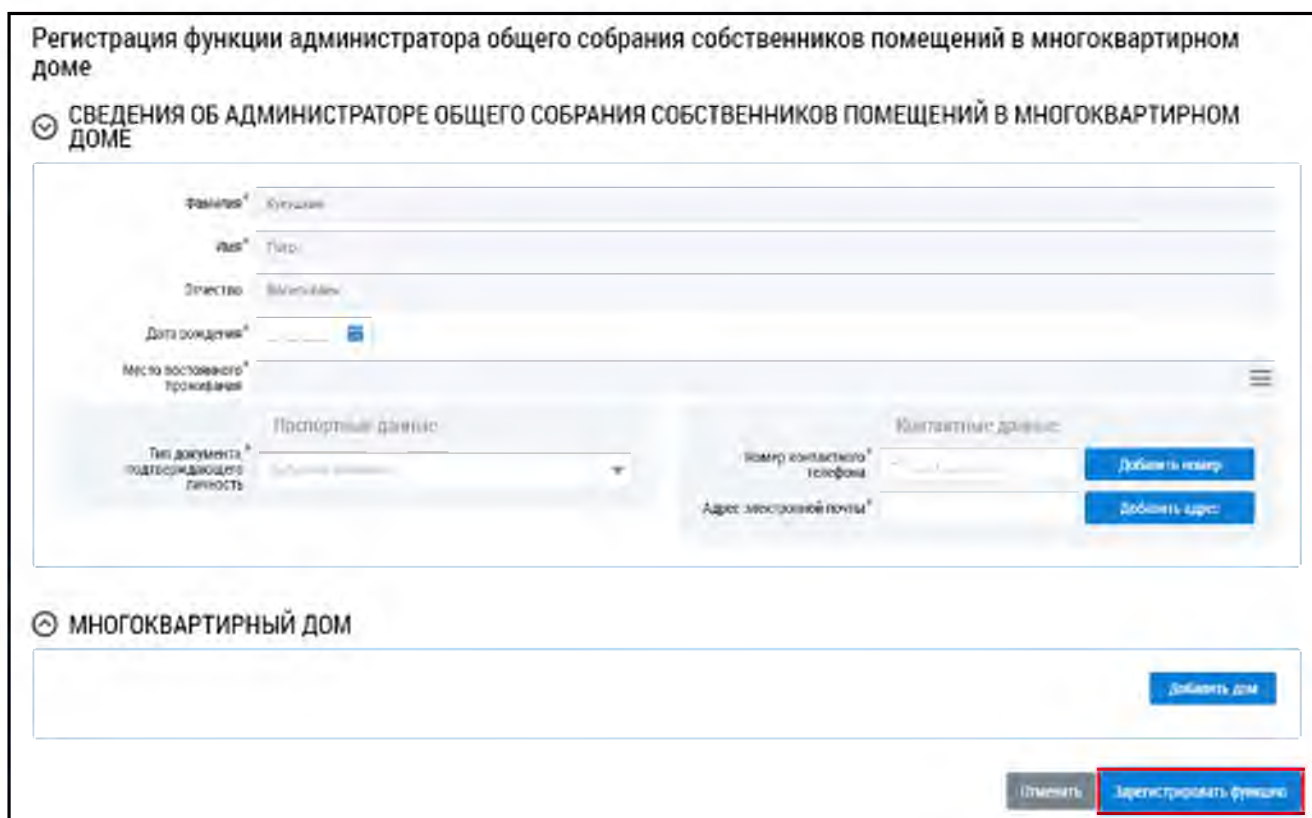 Регистрация функции администратора общего собрания собственников помещений в многоквартирном
доме
СВЕДЕНИЯ ОБ АДМИНИСТРАТОРЕ ОБЩЕГО СОБРАНИЯ СОБСТВЕННИКОВ ПОМЕЩЕНИЙ В МНОГОКВАРТИРНОМ
ДОМЕ
Фамилия*
Имя*
Отчество
Дата рождения*
Место постоянного*
проживания
Паспортные данные
Тип документа,*
подтверждающего
личность
Контактные данные
Номер контактного*
телефона
Добавить номер
Адрес электронной почты*
Добавить адрес
МНОГОКВАРТИРНЫЙ ДОМ
Добавить дом
Отменить
Зарегистрировать функцию